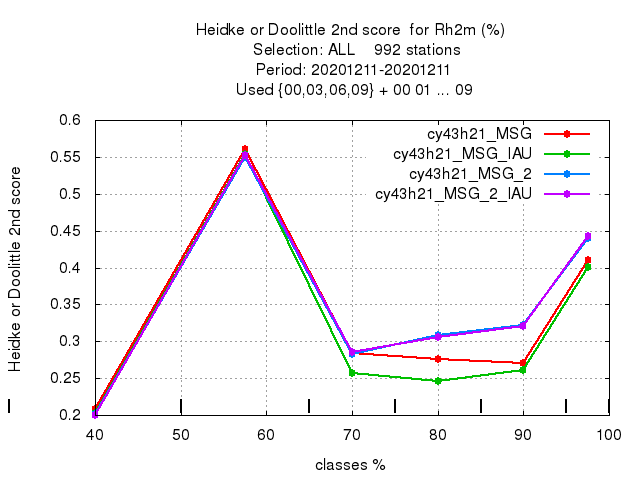 Heidke or Doolittle 2nd score  for Rh2m (%)
Selection: ALL    992 stations
Period: 20201211-20201211
Used {00,03,06,09} + 00 01 ... 09
Heidke or Doolittle 2nd score
0.6
0.55
0.5
0.45
0.4
0.35
0.3
0.25
0.2
cy43h21_MSG
cy43h21_MSG_IAU
cy43h21_MSG_2
cy43h21_MSG_2_IAU
40 50 60 70 80 90 100
classes %